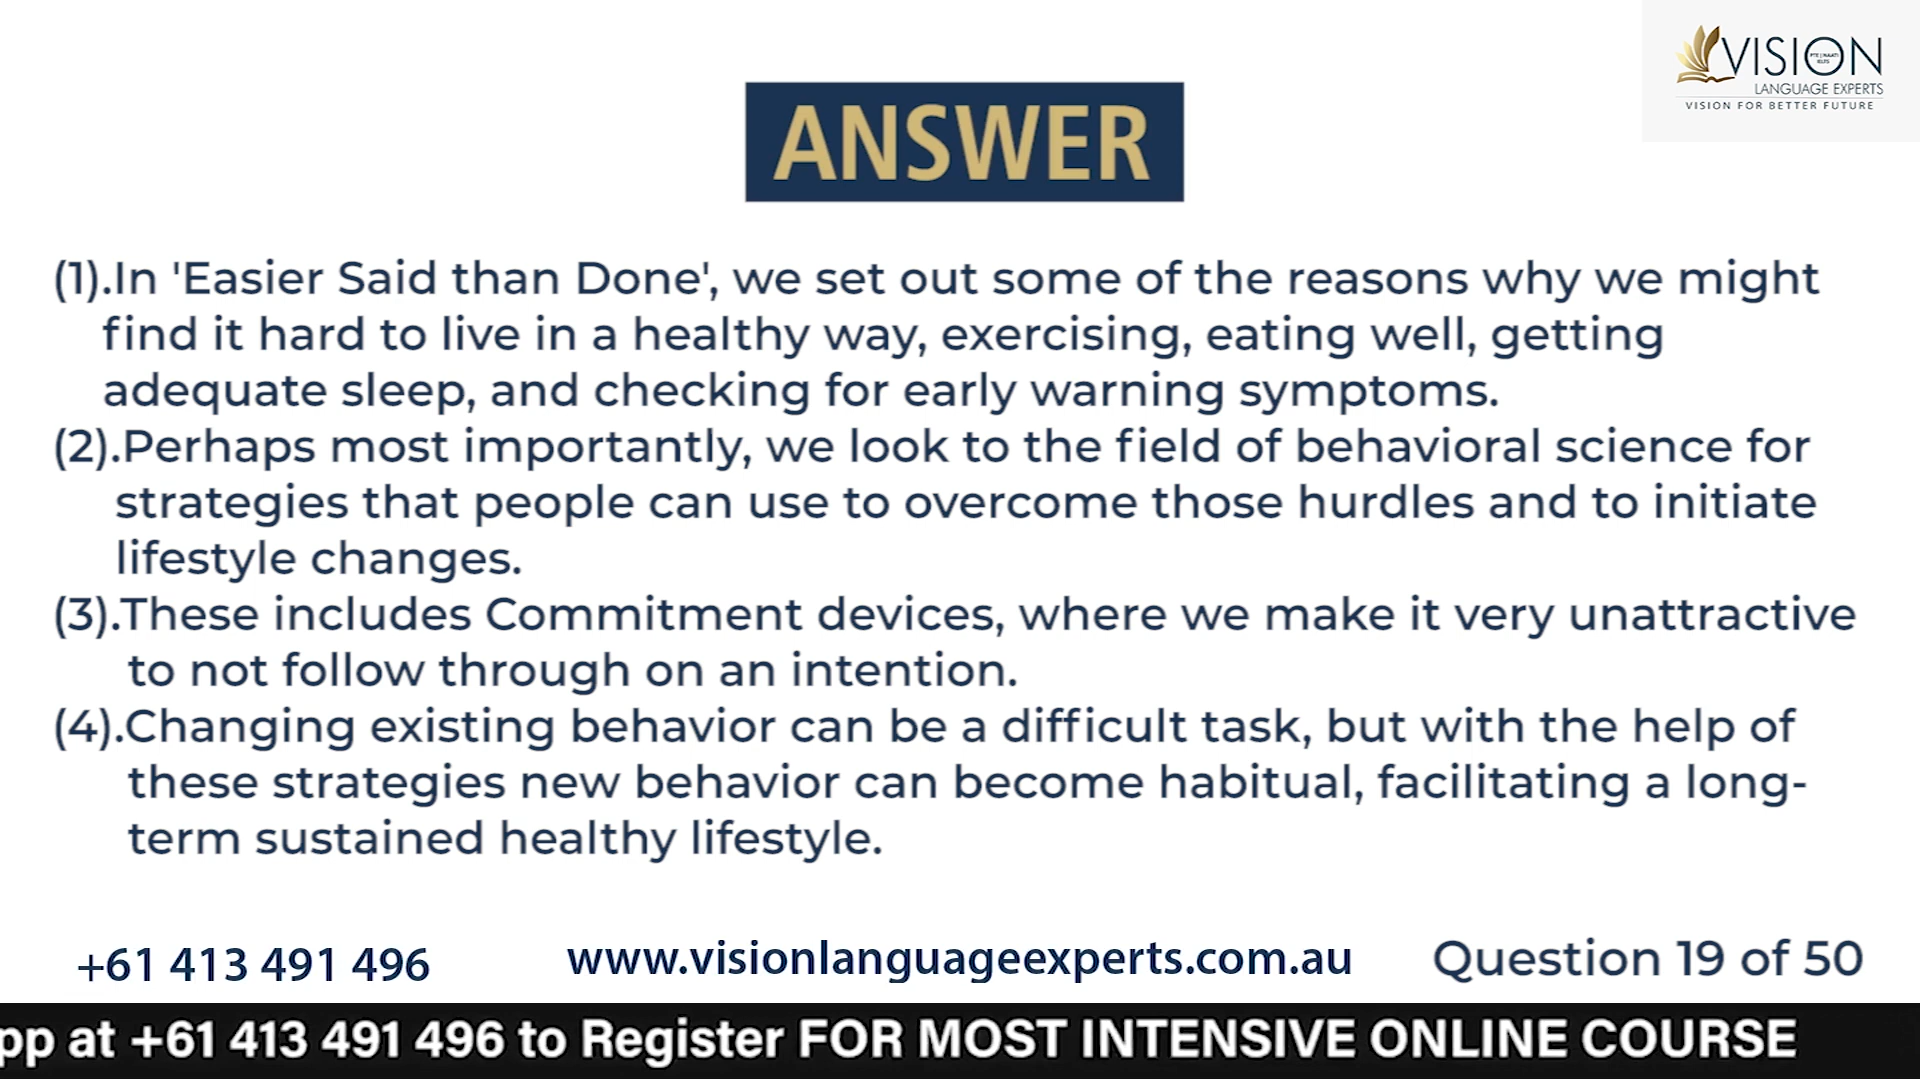 VISION
LANGUAGE EXPERTS
VISION FOR BETTER FUTURE
ANSWER
(1).In 'Easier Said than Done', we set out some of the reasons why we might
find it hard to live in a healthy way, exercising, eating well, getting
adequate sleep, and checking for early warning symptoms.
(2).Perhaps most importantly, we look to the field of behavioral science for
strategies that people can use to overcome those hurdles and to initiate
lifestyle changes.
(3).These includes Commitment devices, where we make it very unattractive
to not follow through on an intention.
(4).Changing existing behavior can be a difficult task, but with the help of
these strategies new behavior can become habitual, facilitating a long-
term sustained healthy lifestyle.
+61 413 491 496
www.visionlanguageexperts.com.au
Question 19 of 50
pp at +61 413 491 496 to Register FOR MOST INTENSIVE ONLINE COURSE